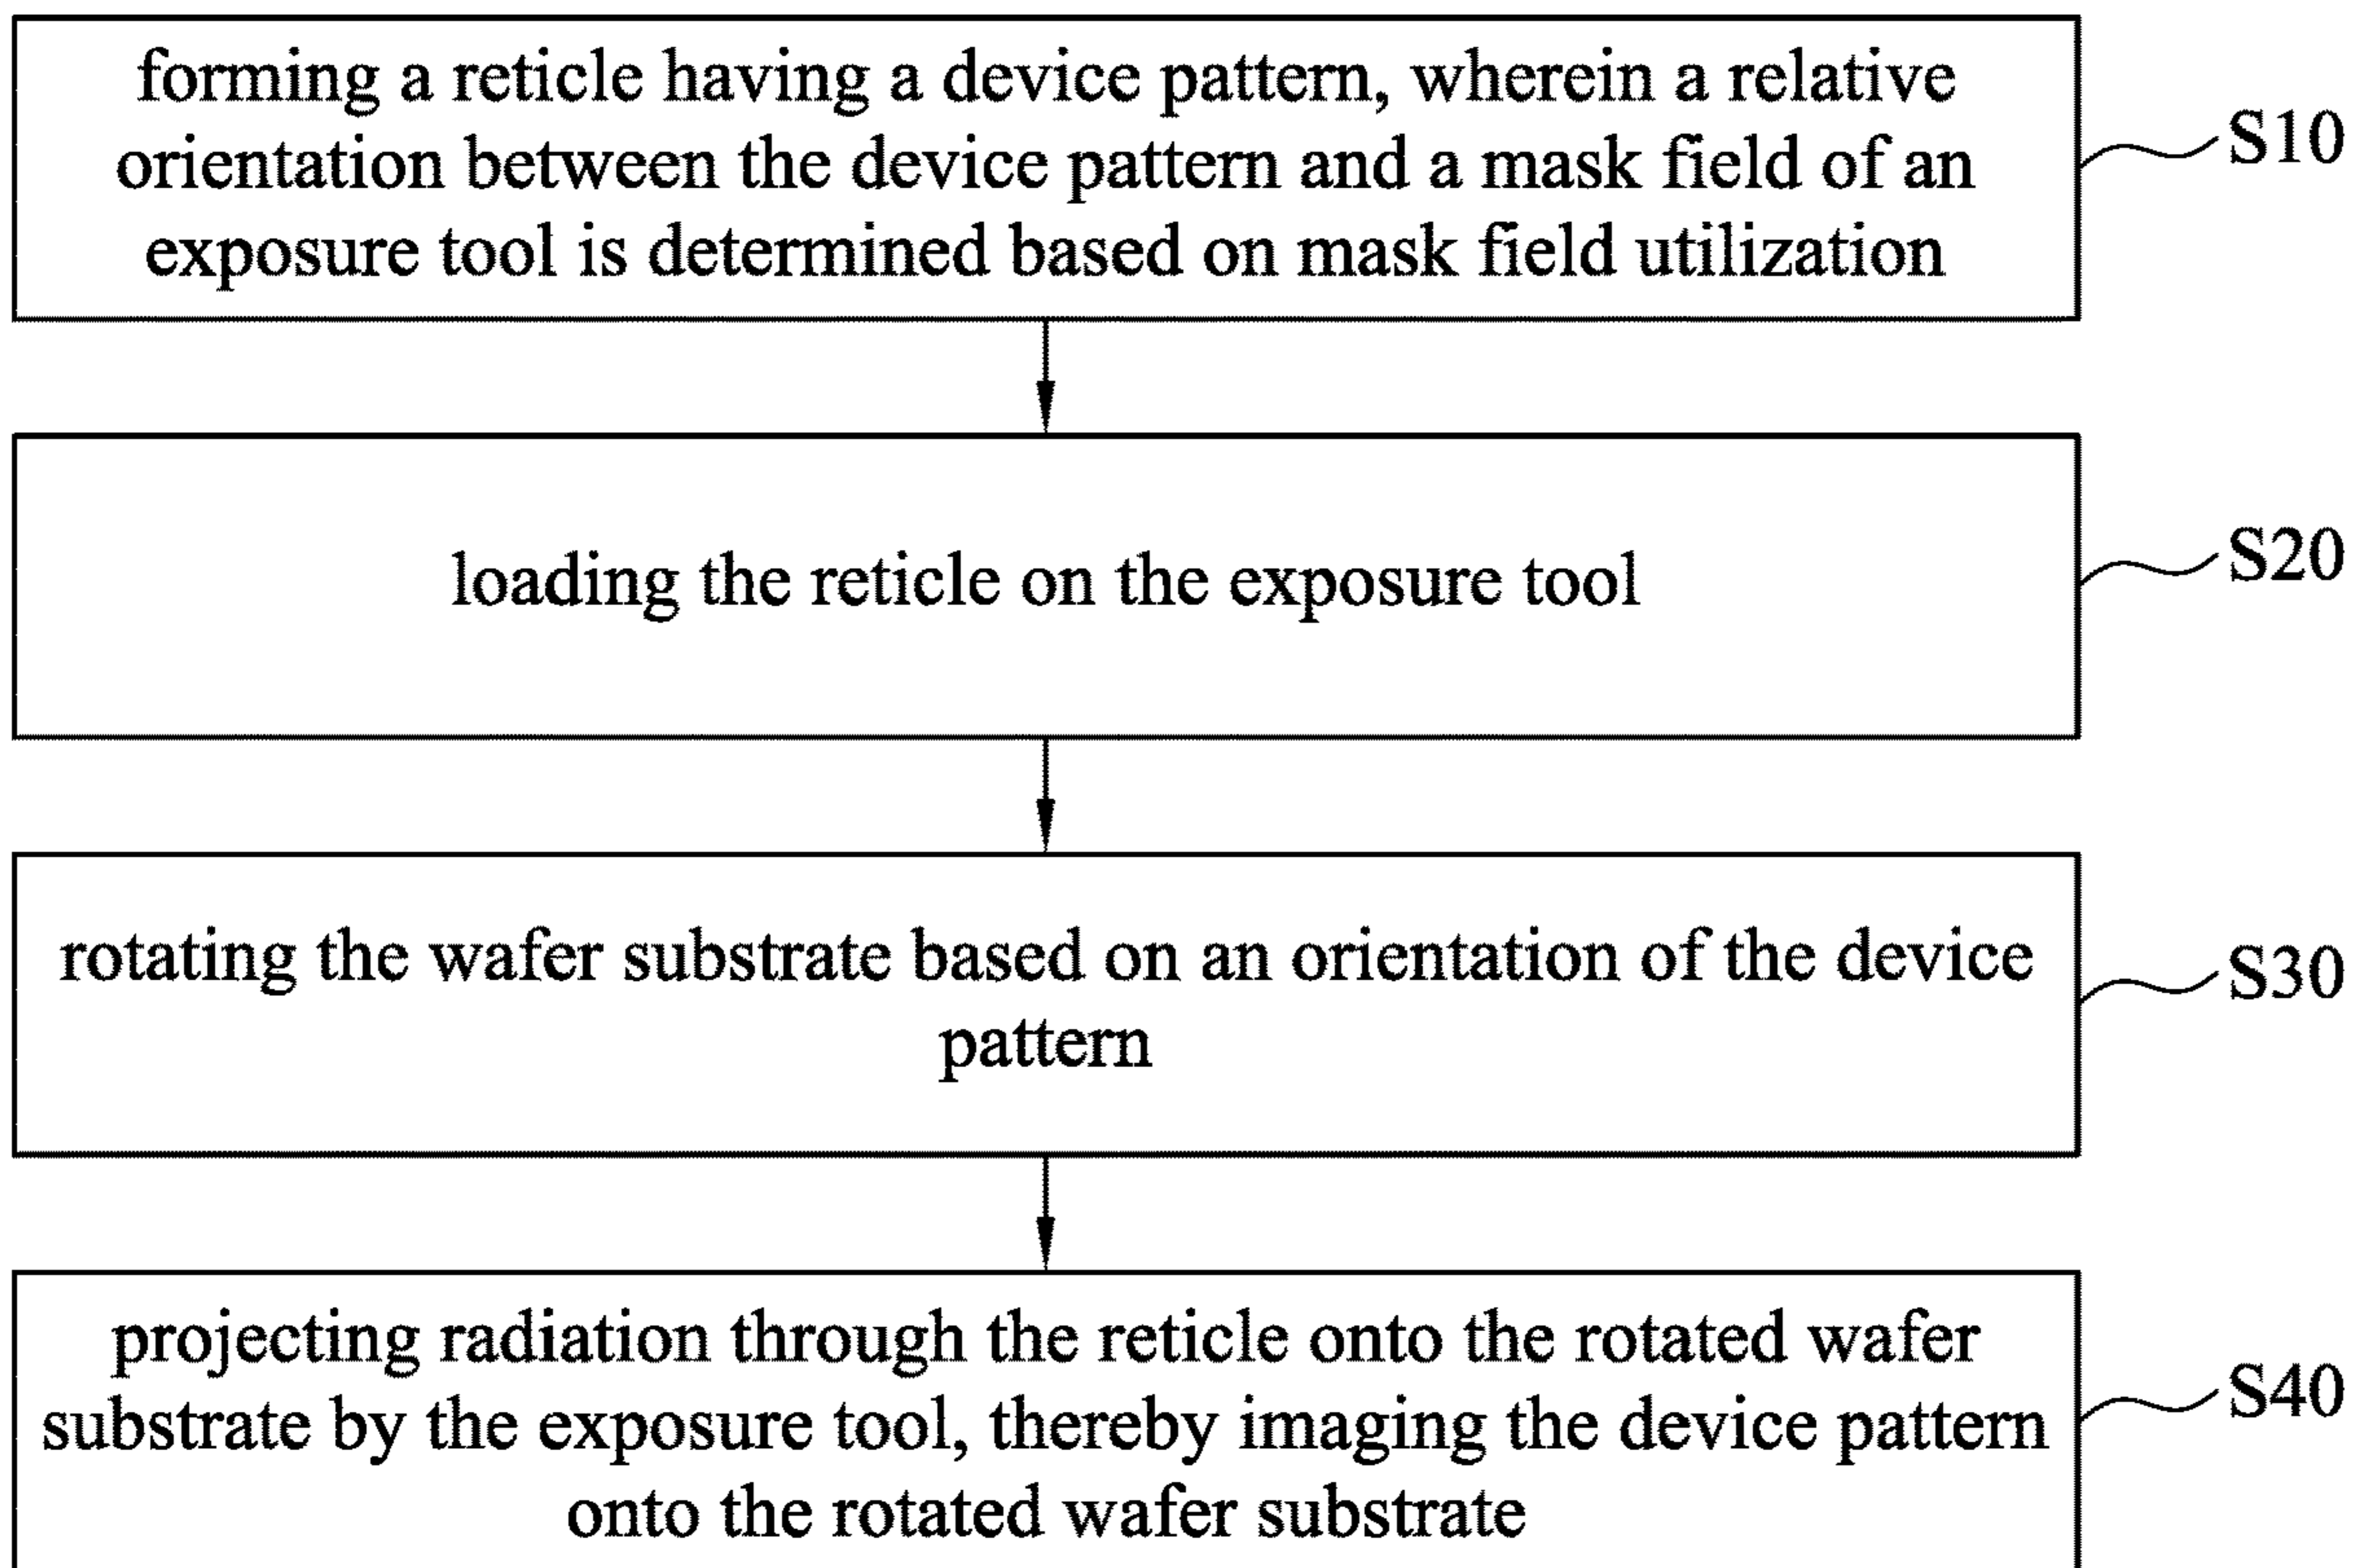 forming a reticle having a device pattern, wherein a relative
orientation between the device pattern and a mask field of an
exposure tool is determined based on mask field utilization
S10
loading the reticle on the exposure tool
S20
rotating the wafer substrate based on an orientation of the device
pattern
S30
projecting radiation through the reticle onto the rotated wafer
substrate by the exposure tool, thereby imaging the device pattern
onto the rotated wafer substrate
S40